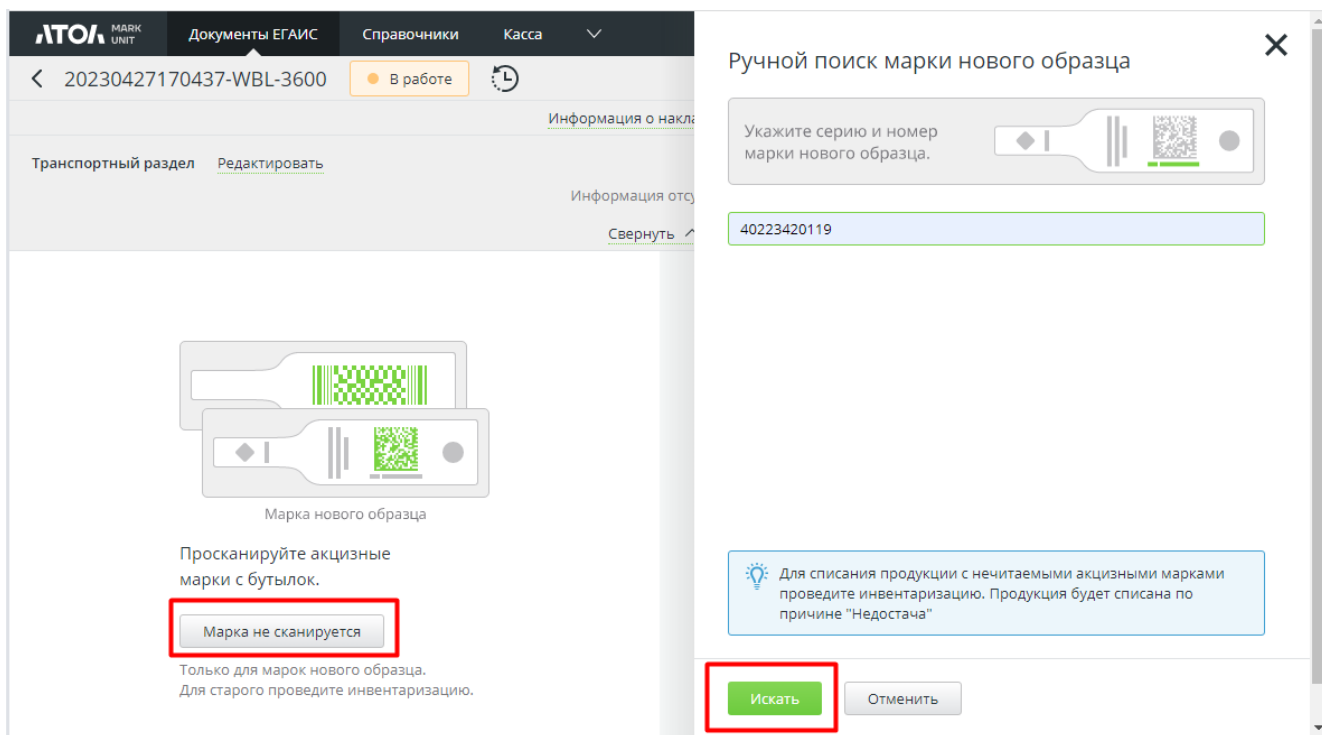 АТОЛ MARK UNIT Документы ЕГАИС Справочники Касса
20230427170437-WBL-3600 В работе
Информация о накла
Транспортный раздел Редактировать
Информация отсу
Свернуть
Марка нового образца
Просканируйте акцизные
марки с бутылок.
Марка не сканируется
Только для марок нового образца.
Для старого проведите инвентаризацию.
Ручной поиск марки нового образца
Укажите серию и номер
марки нового образца.
40223420119
Для списания продукции с нечитаемыми акцизными марками
проведите инвентаризацию. Продукция будет списана по
причине "Недостача"
Искать Отменить